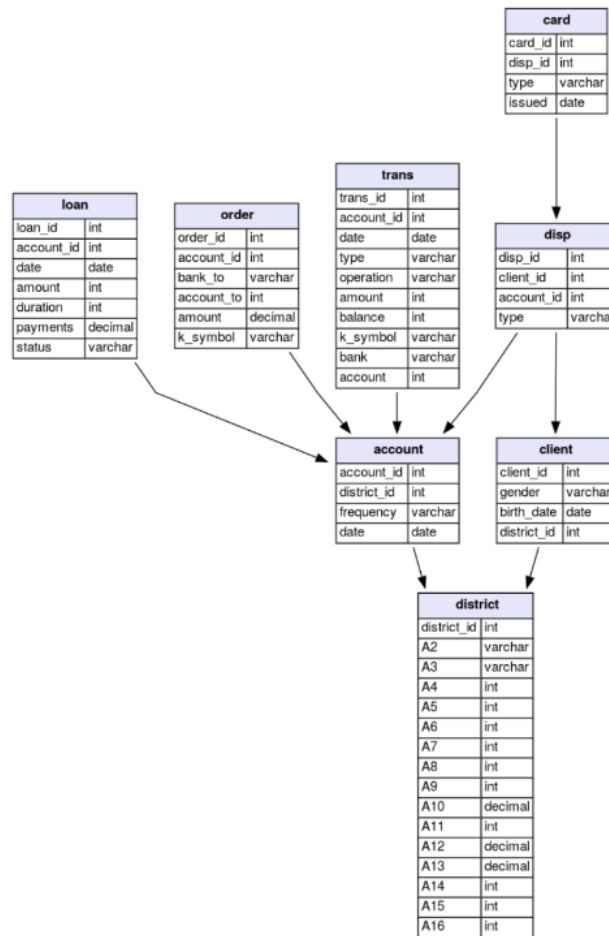 card
card_id int
disp_id int
type varchar
issued date
trans
trans_id int
account_id int
date date
type varchar
operation varchar
amount int
balance int
k_symbol varchar
bank varchar
account int
loan
loan_id int
account_id int
date date
amount int
duration int
payments decimal
status varchar
order
order_id int
account_id int
bank_to varchar
account_to int
amount decimal
k_symbol varchar
disp
disp_id int
client_id int
account_id int
type varchar
account
account_id int
district_id int
frequency varchar
date date
client
client_id int
gender varchar
birth_date date
district_id int
district
district_id int
A2 varchar
A3 varchar
A4 int
A5 int
A6 int
A7 int
A8 int
A9 int
A10 decimal
A11 int
A12 decimal
A13 decimal
A14 int
A15 int
A16 int